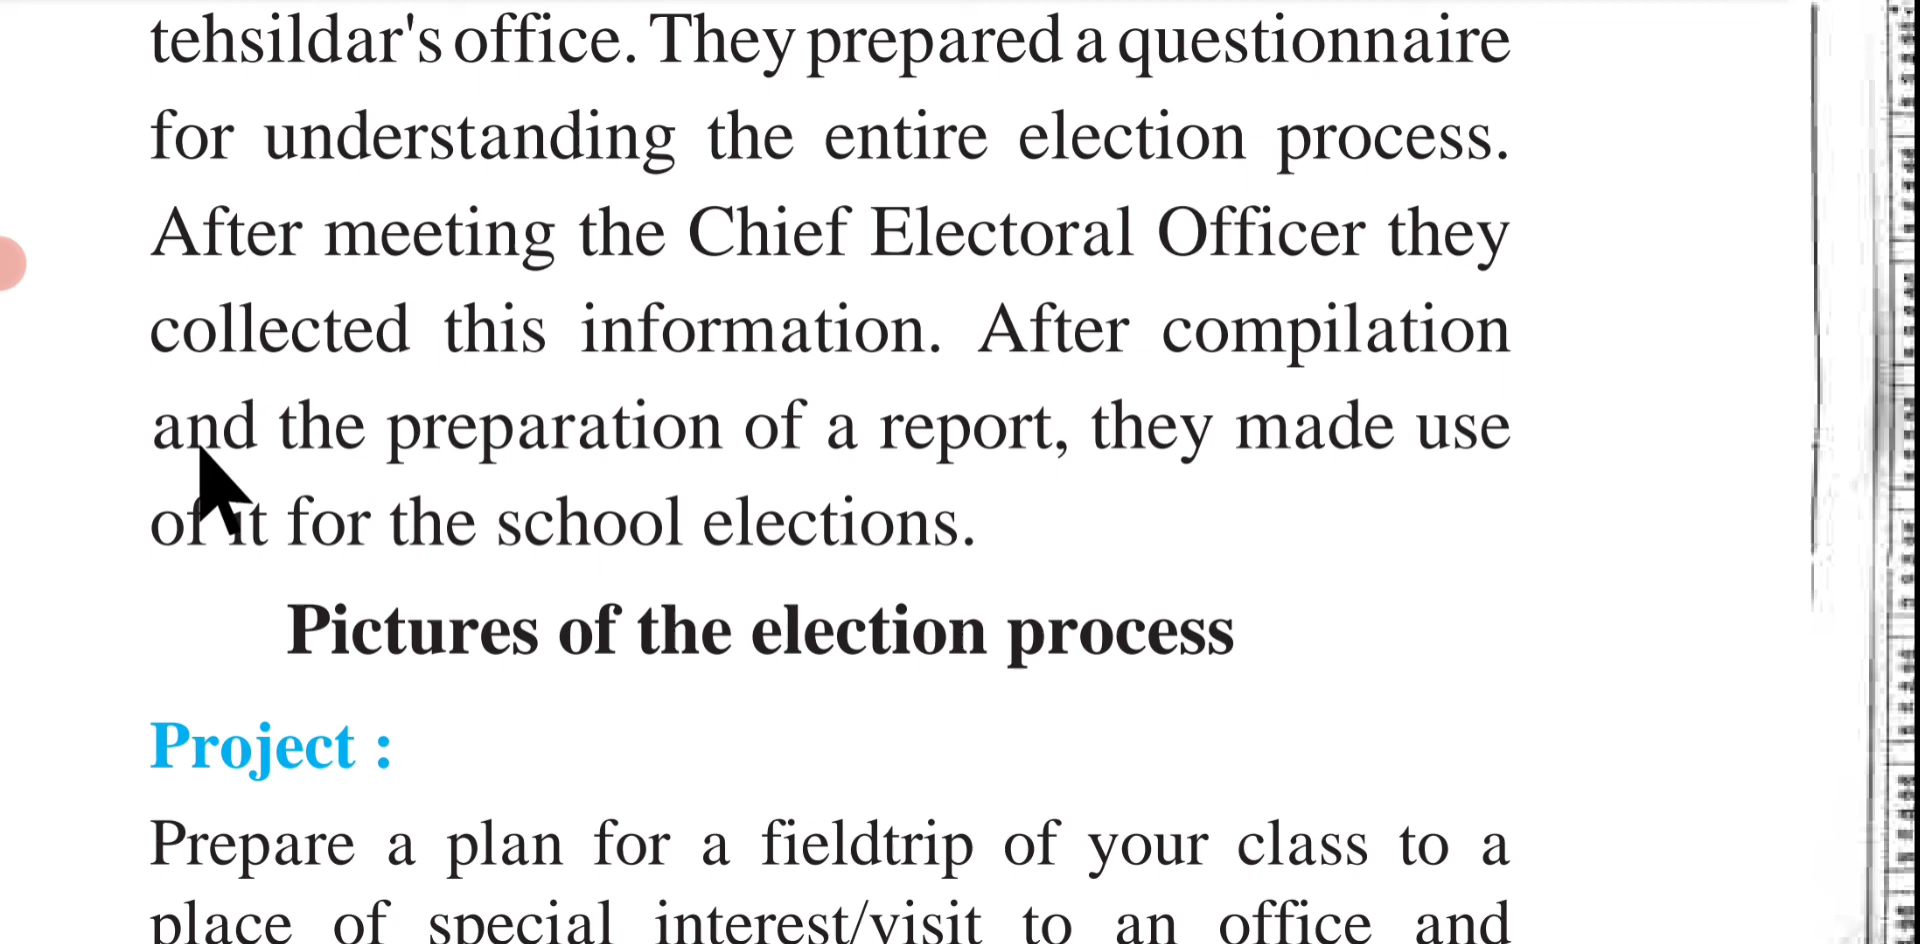 tehsildar's office. They prepared a questionnaire
for understanding the entire election process.
After meeting the Chief Electoral Officer they
collected this information. After compilation
and the preparation of a report, they made use
of it for the school elections.
Pictures of the election process
Project :
Prepare a plan for a fieldtrip of your class to a
place of special interest/visit to an office and